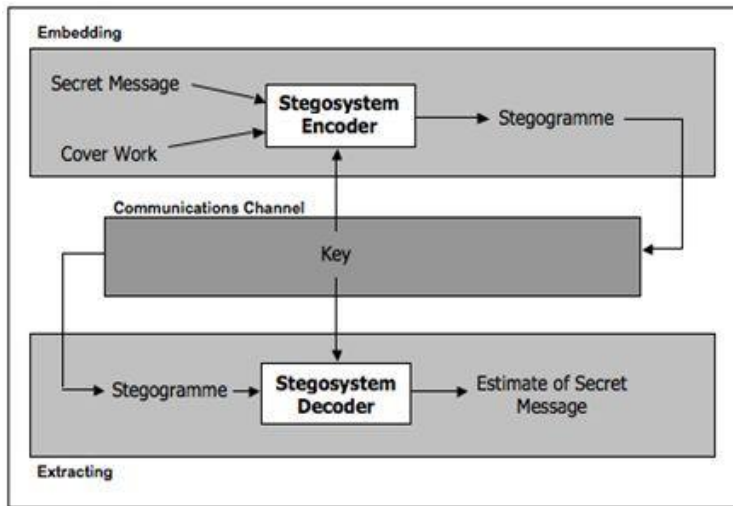 Embedding
Secret Message
Stegosystem
Encoder
Stegogramme
Cover Work
Communications Channel
Key
Stegogramme
Stegosystem
Decoder
Estimate of Secret
Message
Extracting